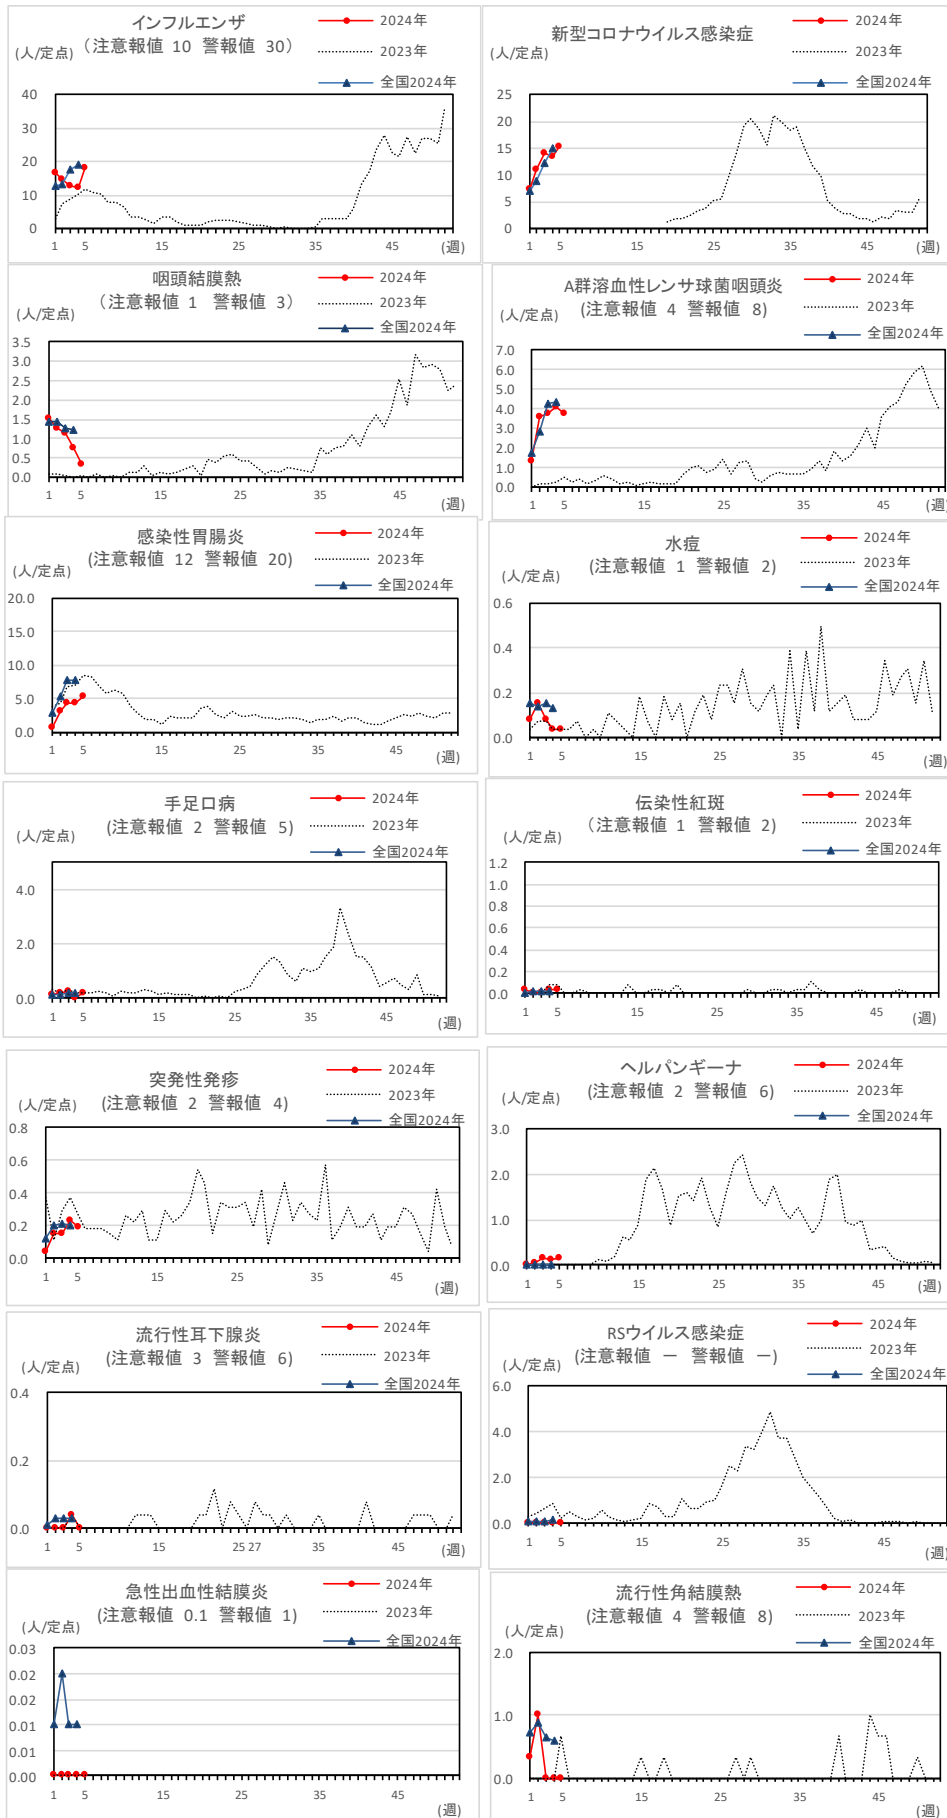 インフルエンザ
（注意報値 10 警報値 30）
(人/定点)
2024年
2023年
全国2024年
40
30
20
10
0
1 5 15 25 35 45 (週)
新型コロナウイルス感染症
(人/定点)
2024年
2023年
全国2024年
25
20
15
10
5
0
1 5 15 25 35 45 (週)
咽頭結膜熱
（注意報値 1 警報値 3）
(人/定点)
2024年
2023年
全国2024年
3.5
3.0
2.5
2.0
1.5
1.0
0.5
0.0
1 5 15 25 35 45 (週)
A群溶血性レンサ球菌咽頭炎
(注意報値 4 警報値 8)
(人/定点)
2024年
2023年
全国2024年
7.0
6.0
5.0
4.0
3.0
2.0
1.0
0.0
1 5 15 25 35 45 (週)
感染性胃腸炎
(注意報値 12 警報値 20)
(人/定点)
2024年
2023年
全国2024年
20.0
15.0
10.0
5.0
0.0
1 5 15 25 35 45 (週)
水痘
(注意報値 1 警報値 2)
(人/定点)
2024年
2023年
全国2024年
0.6
0.4
0.2
0.0
1 5 15 25 35 45 (週)
手足口病
(注意報値 2 警報値 5)
(人/定点)
2024年
2023年
全国2024年
4.0
2.0
0.0
1 5 15 25 35 45 (週)
伝染性紅斑
（注意報値 1 警報値 2)
(人/定点)
2024年
2023年
全国2024年
1.2
1.0
0.8
0.6
0.4
0.2
0.0
1 5 15 25 35 45 (週)
突発性発疹
(注意報値 2 警報値 4)
(人/定点)
2024年
2023年
全国2024年
0.8
0.6
0.4
0.2
0.0
1 5 15 25 35 45 (週)
ヘルパンギーナ
(注意報値 2 警報値 6)
(人/定点)
2024年
2023年
全国2024年
3.0
2.0
1.0
0.0
1 5 15 25 35 45 (週)
流行性耳下腺炎
(注意報値 3 警報値 6)
(人/定点)
2024年
2023年
全国2024年
0.4
0.2
0.0
1 5 15 25 27 35 45 (週)
RSウイルス感染症
(注意報値 ー 警報値 ー)
(人/定点)
2024年
2023年
全国2024年
6.0
4.0
2.0
0.0
1 5 15 25 35 45 (週)
急性出血性結膜炎
(注意報値 0.1 警報値 1)
(人/定点)
2024年
2023年
全国2024年
0.03
0.02
0.02
0.01
0.01
0.00
1 5 15 25 35 45 (週)
流行性角結膜熱
(注意報値 4 警報値 8)
(人/定点)
2024年
2023年
全国2024年
2.0
1.0
0.0
1 5 15 25 35 45 (週)